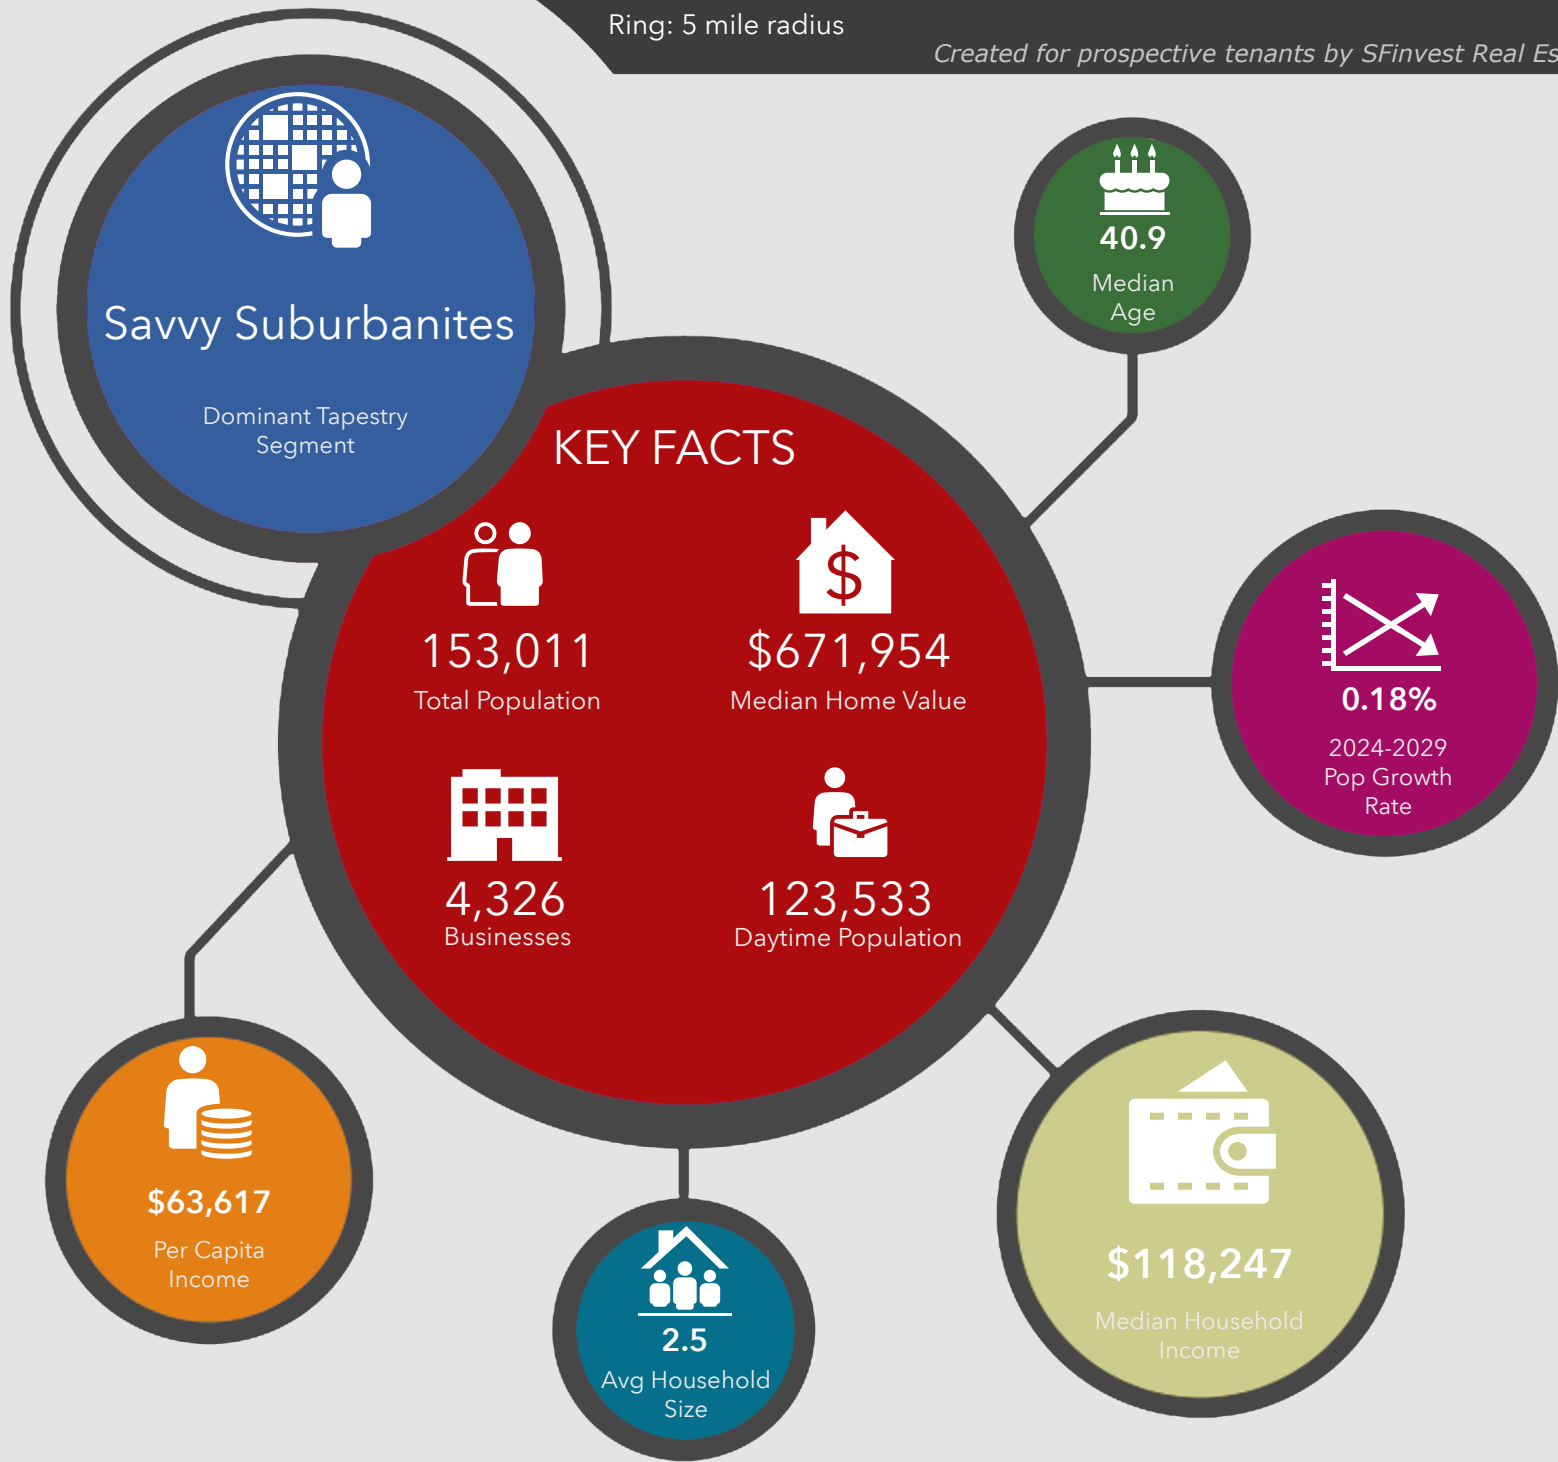 Ring: 5 mile radius
Created for prospective tenants by SFinvest Real Es
Savvy Suburbanites
Dominant Tapestry
Segment
40.9
Median
Age
KEY FACTS
153,011
Total Population
$671,954
Median Home Value
4,326
Businesses
123,533
Daytime Population
0.18%
2024-2029
Pop Growth
Rate
$63,617
Per Capita
Income
2.5
Avg Household
Size
$118,247
Median Household
Income